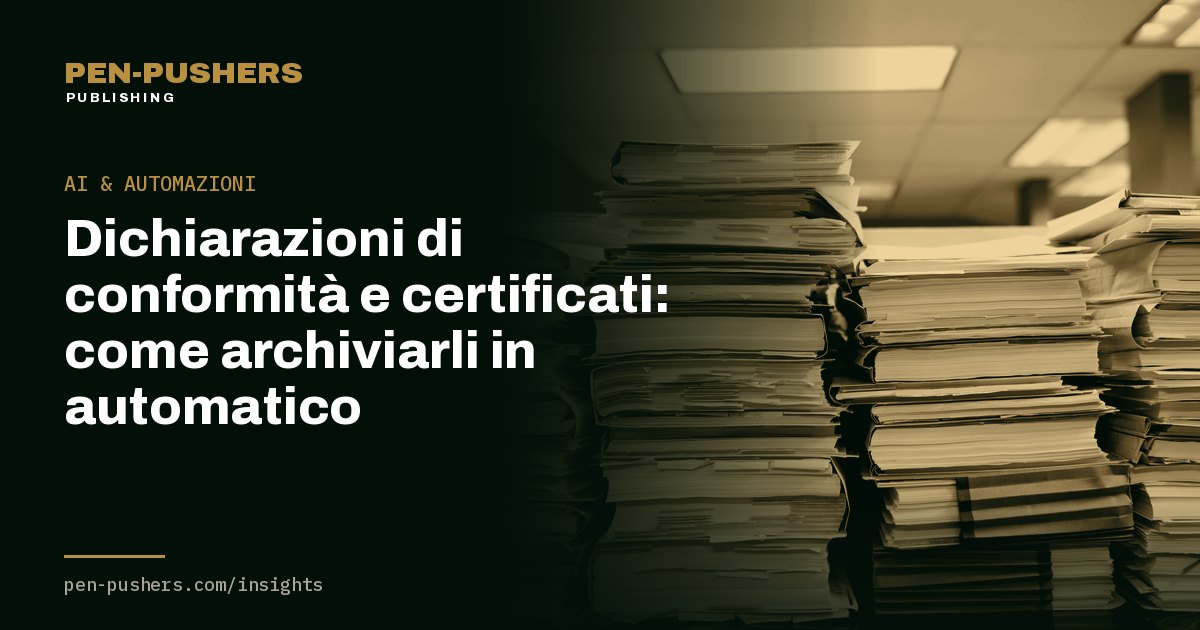 PEN-PUSHERS
PUBLISHING
AI & AUTOMAZIONI
Dichiarazioni di
conformità e certificati:
come archiviarli in
automatico
pen-pushers.com/insights